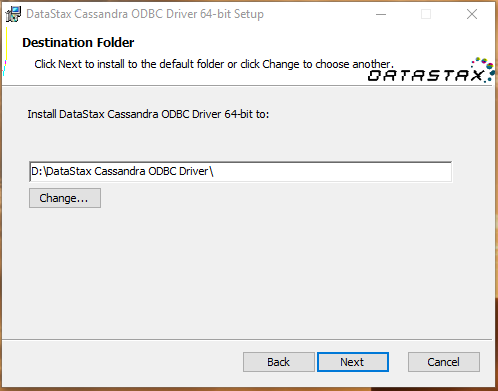 DataStax Cassandra ODBC Driver 64-bit Setup
Destination Folder
Click Next to install to the default folder or click Change to choose another.
DATASTAX
Install DataStax Cassandra ODBC Driver 64-bit to:
D:\DataStax Cassandra ODBC Driver\
Change...
Back Next Cancel